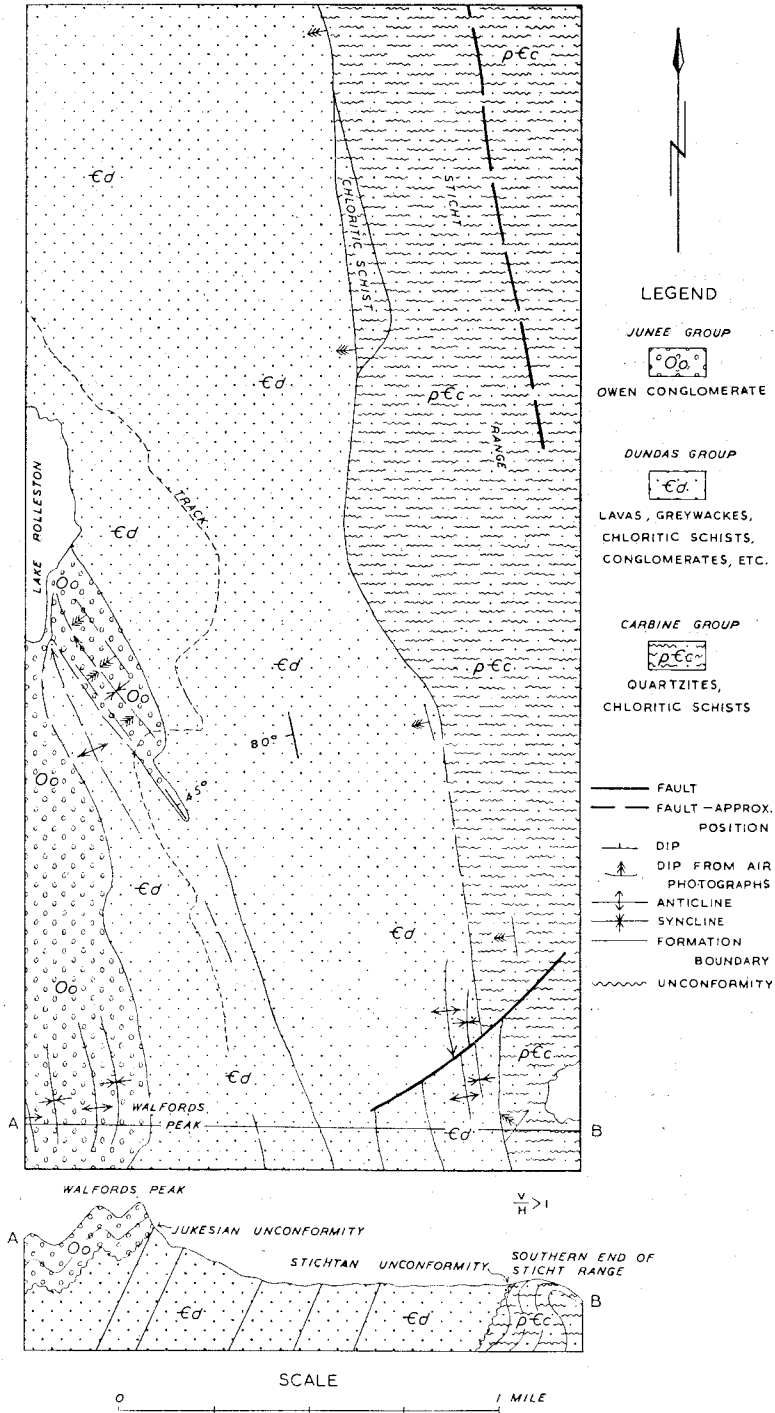 p€c
€d
STICHT
CHLORITIC SCHIST
€d
p€c
RANGE
TRACK
LAKE ROLLESTON
€d
Oo
€d
p€c
Oo
80°
Oo
45°
€d
€d
Oo
p€c
€d
WALFORDS
PEAK
A
€d
B
LEGEND
JUNEE GROUP
Oo
OWEN CONGLOMERATE
DUNDAS GROUP
€d
LAVAS, GREYWACKES,
CHLORITIC SCHISTS,
CONGLOMERATES, ETC.
CARBINE GROUP
p€c
QUARTZITES,
CHLORITIC SCHISTS
FAULT
FAULT – APPROX.
POSITION
DIP
DIP FROM AIR
PHOTOGRAPHS
ANTICLINE
SYNCLINE
FORMATION
BOUNDARY
UNCONFORMITY
WALFORDS PEAK
V/H > 1
A
JUKESIAN UNCONFORMITY
Oo
STICHTAN UNCONFORMITY
SOUTHERN END OF
STICHT RANGE
€d
€d
p€c
B
SCALE
0
1 MILE